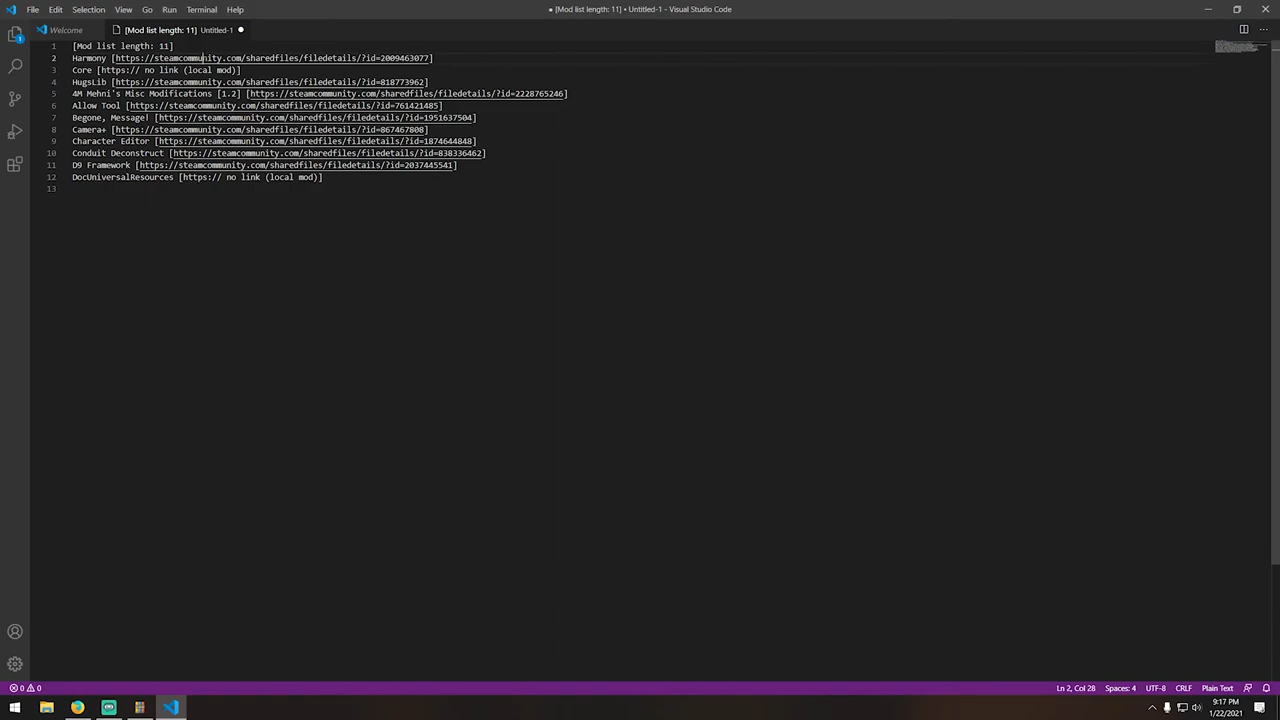 File Edit Selection View Go Run Terminal Help
● [Mod list length: 11] • Untitled-1 - Visual Studio Code
1
Welcome
[Mod list length: 11] Untitled-1 ●
1 [Mod list length: 11]
2 Harmony [https://steamcommunity.com/sharedfiles/filedetails/?id=2009463077]
3 Core [https:// no link (local mod)]
4 HugsLib [https://steamcommunity.com/sharedfiles/filedetails/?id=818773962]
5 4M Mehni's Misc Modifications [1.2] [https://steamcommunity.com/sharedfiles/filedetails/?id=2228765246]
6 Allow Tool [https://steamcommunity.com/sharedfiles/filedetails/?id=761421485]
7 Begone, Message! [https://steamcommunity.com/sharedfiles/filedetails/?id=1951637504]
8 Camera+ [https://steamcommunity.com/sharedfiles/filedetails/?id=867467808]
9 Character Editor [https://steamcommunity.com/sharedfiles/filedetails/?id=1874644848]
10 Conduit Deconstruct [https://steamcommunity.com/sharedfiles/filedetails/?id=838336462]
11 D9 Framework [https://steamcommunity.com/sharedfiles/filedetails/?id=2037445541]
12 DocUniversalResources [https:// no link (local mod)]
13
0 0
Ln 2, Col 28 Spaces: 4 UTF-8 CRLF Plain Text
9:17 PM
1/22/2021